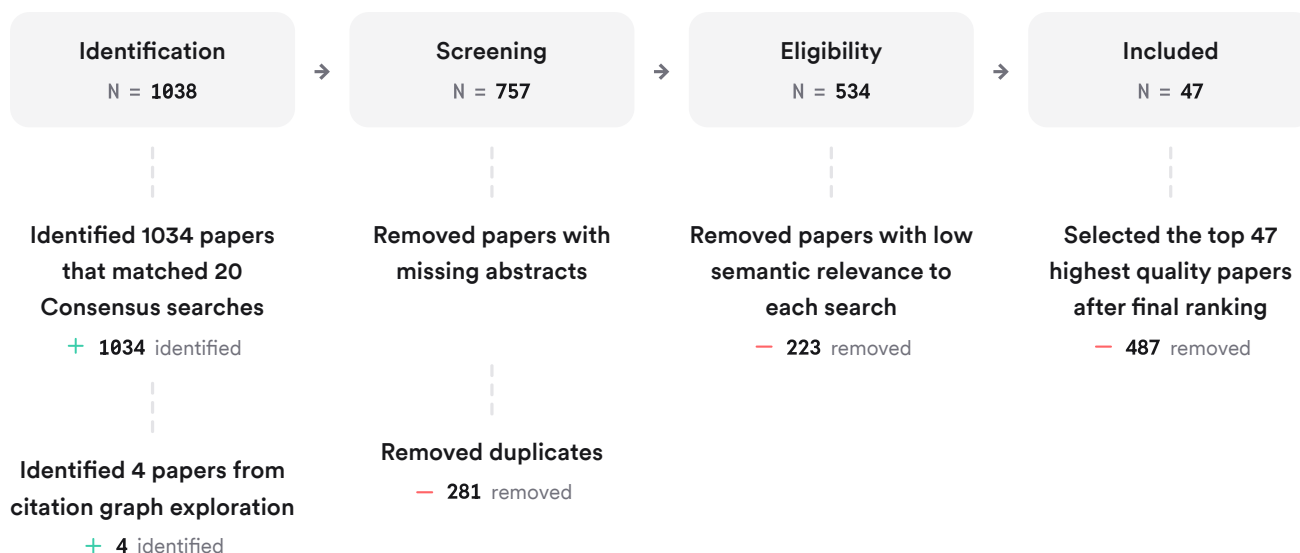 Identification
N = 1038
Screening
N = 757
Eligibility
N = 534
Included
N = 47
Identified 1034 papers
that matched 20
Consensus searches
+ 1034 identified
Identified 4 papers from
citation graph exploration
+ 4 identified
Removed papers with
missing abstracts
Removed duplicates
− 281 removed
Removed papers with low
semantic relevance to
each search
− 223 removed
Selected the top 47
highest quality papers
after final ranking
− 487 removed